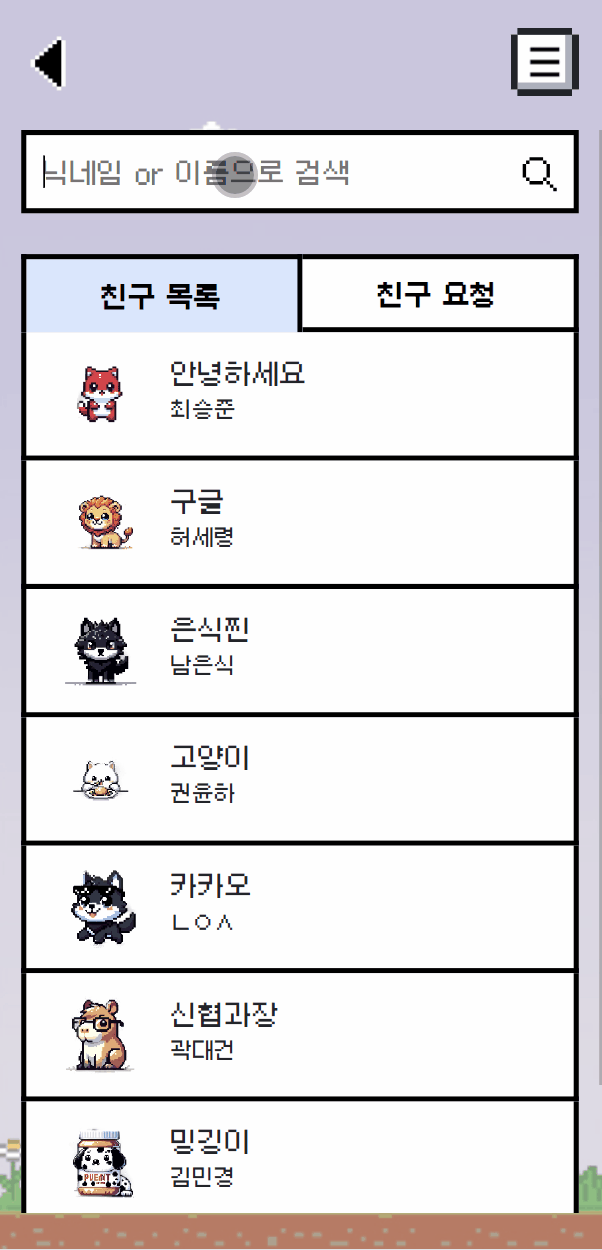 닉네임 or 이름으로 검색
친구 목록
친구 요청
안녕하세요
최승준
구글
허세령
은식찐
남은식
고양이
권윤하
카카오
ㄴㅇㅅ
신협과장
곽대건
밍깅이
김민경